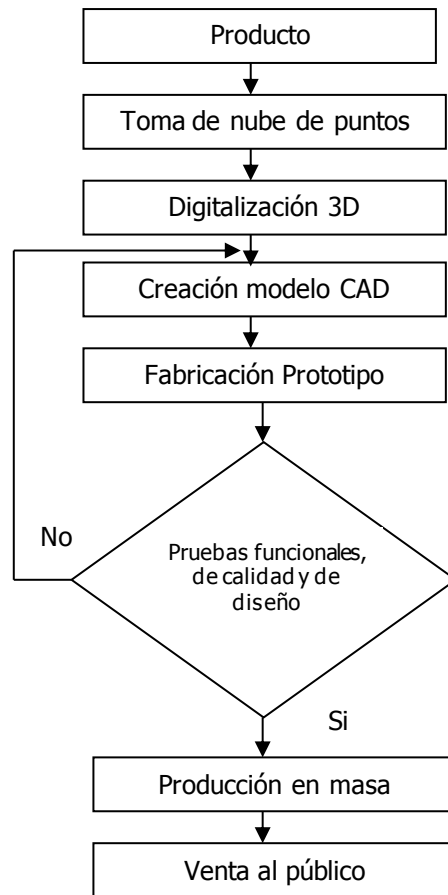 Producto
Toma de nube de puntos
Digitalización 3D
Creación modelo CAD
Fabricación Prototipo
No
Pruebas funcionales,
de calidad y de
diseño
Si
Producción en masa
Venta al público